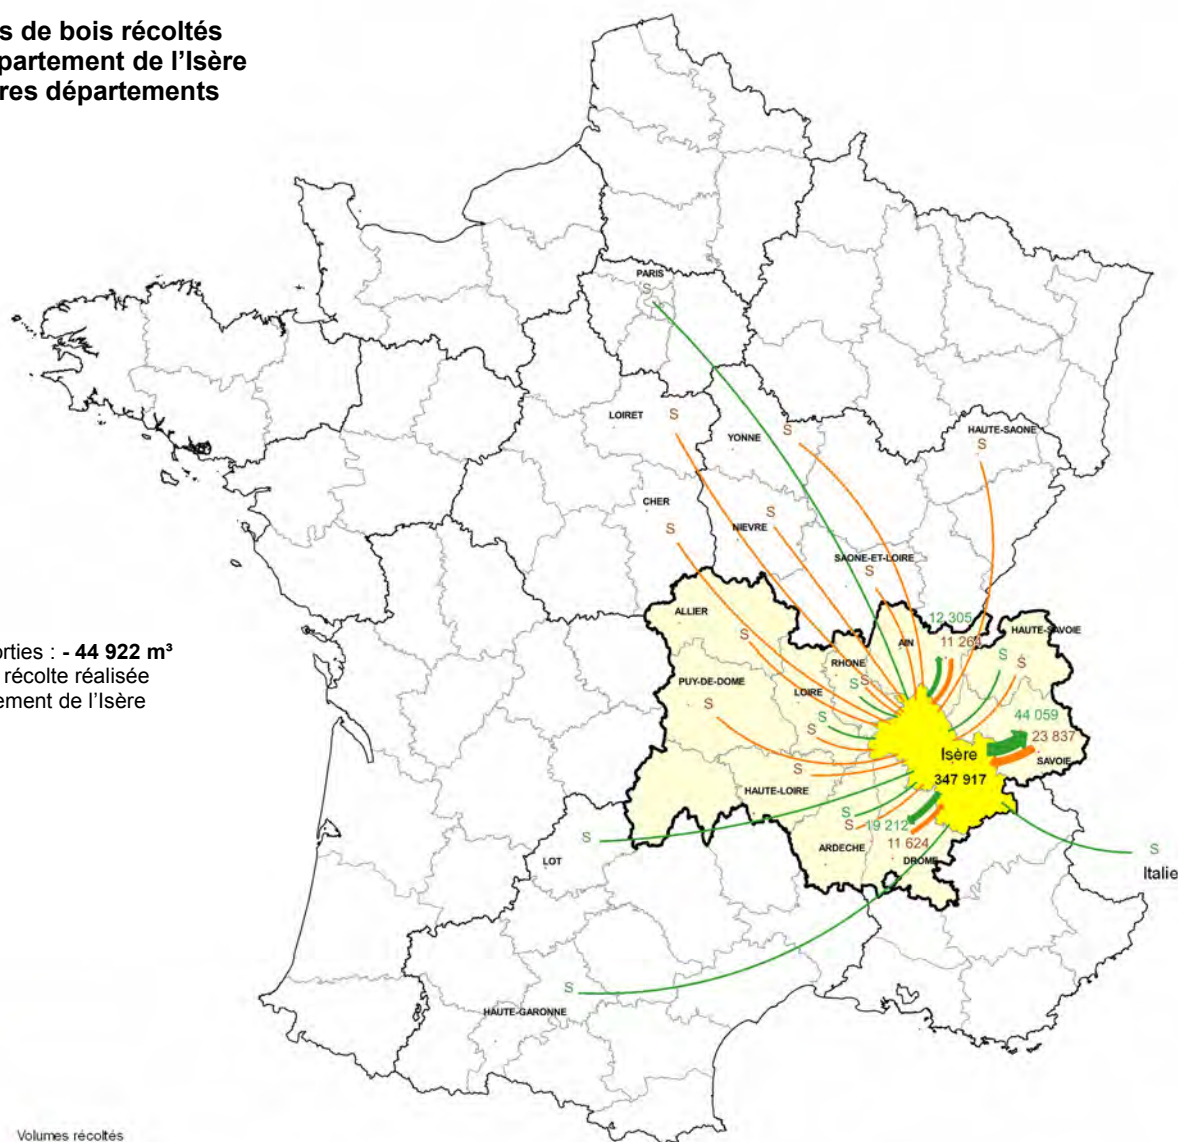 s de bois récoltés
partement de l'Isère
res départements
PARIS
S
LOIRET
S
YONNE
S
HAUTE-SAONE
S
CHER
S
NIEVRE
S
SAONE-ET-LOIRE
S
orties : - 44 922 m³
récolte réalisée
ement de l'Isère
ALLIER
S
12 305
AIN
11 264
HAUTE-SAVOIE
S
S
RHONE
S
S
PUY-DE-DOME
S
LOIRE
S
S
44 059
23 837
SAVOIE
Isère
347 917
S
HAUTE-LOIRE
S
S
19 212
ARDECHE
11 624
DROME
S
LOT
S
Italie
S
HAUTE-GARONNE
Volumes récoltés